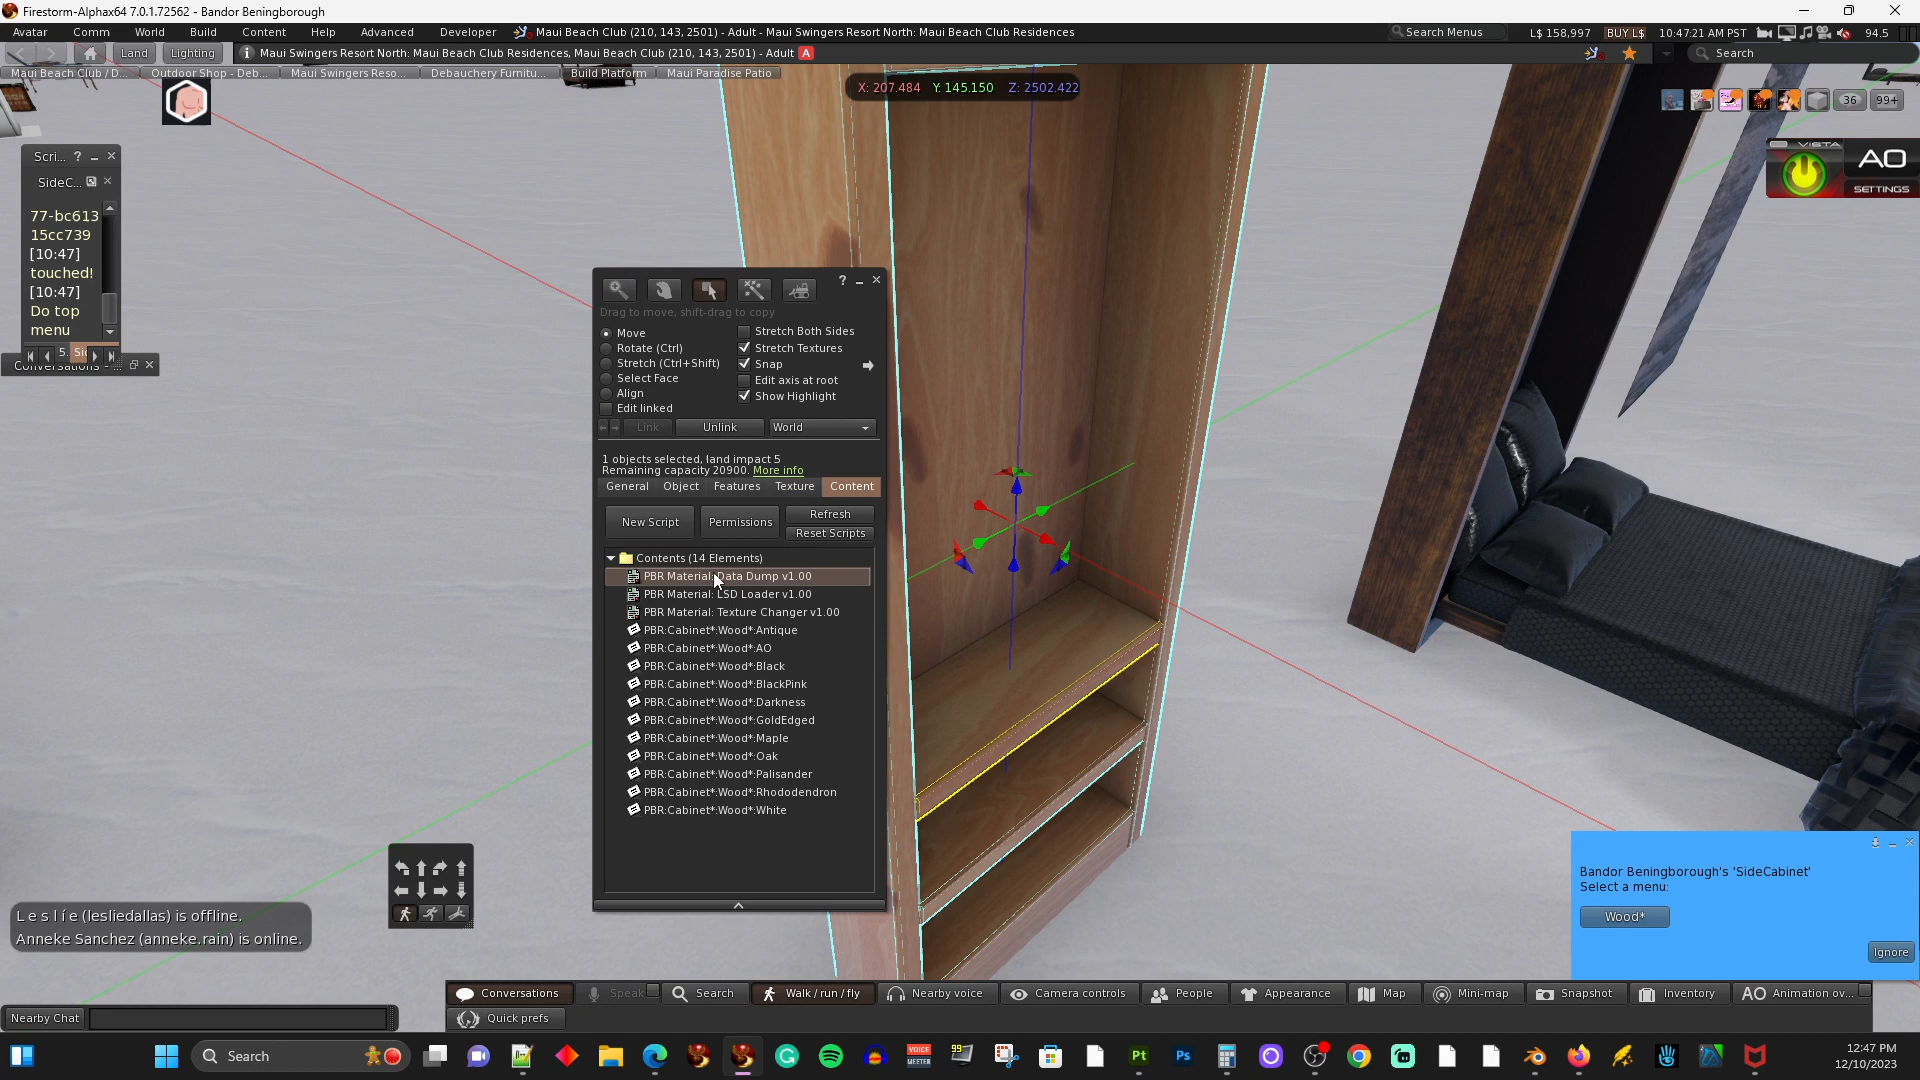 Firestorm-Alphax64 7.0.1.72562 - Bandor Beningborough
Avatar Comm World Build Content Help Advanced Developer Maui Beach Club (210, 143, 2501) - Adult - Maui Swingers Resort North: Maui Beach Club Residences Search Menus L$ 158,997 BUY L$ 10:47:21 AM PST 94.5
Land Lighting Maui Swingers Resort North: Maui Beach Club Residences, Maui Beach Club (210, 143, 2501) - Adult A Search
Maui Beach Club / D... Outdoor Shop - Deb... Maui Swingers Reso... Debauchery Furnitu... Build Platform Maui Paradise Patio
X: 207.484 Y: 145.150 Z: 2502.422
36 99+
VISTA AO
SETTINGS
Scri... ?
SideC...
77-bc613
15cc739
[10:47]
touched!
[10:47]
Do top
menu
5.
Conversations - ...
?
Drag to move, shift-drag to copy
Move
Rotate (Ctrl)
Stretch (Ctrl+Shift)
Select Face
Align
Edit linked
Stretch Both Sides
Stretch Textures
Snap
Edit axis at root
Show Highlight
Link Unlink World
1 objects selected, land impact 5
Remaining capacity 20900. More info
General Object Features Texture Content
New Script Permissions Refresh
Reset Scripts
Contents (14 Elements)
PBR Material: Data Dump v1.00
PBR Material: LSD Loader v1.00
PBR Material: Texture Changer v1.00
PBR:Cabinet*:Wood*:Antique
PBR:Cabinet*:Wood*:AO
PBR:Cabinet*:Wood*:Black
PBR:Cabinet*:Wood*:BlackPink
PBR:Cabinet*:Wood*:Darkness
PBR:Cabinet*:Wood*:GoldEdged
PBR:Cabinet*:Wood*:Maple
PBR:Cabinet*:Wood*:Oak
PBR:Cabinet*:Wood*:Palisander
PBR:Cabinet*:Wood*:Rhododendron
PBR:Cabinet*:Wood*:White
Bandor Beningborough's 'SideCabinet'
Select a menu:
Wood*
Ignore
L e s l í e (lesliedallas) is offline.
Anneke Sanchez (anneke.rain) is online.
Conversations Speak Search Walk / run / fly Nearby voice Camera controls People Appearance Map Mini-map Snapshot Inventory AO Animation ov...
Nearby Chat
Quick prefs
Search
VOICE
MEETER
99+
Pt
Ps
12:47 PM
12/10/2023